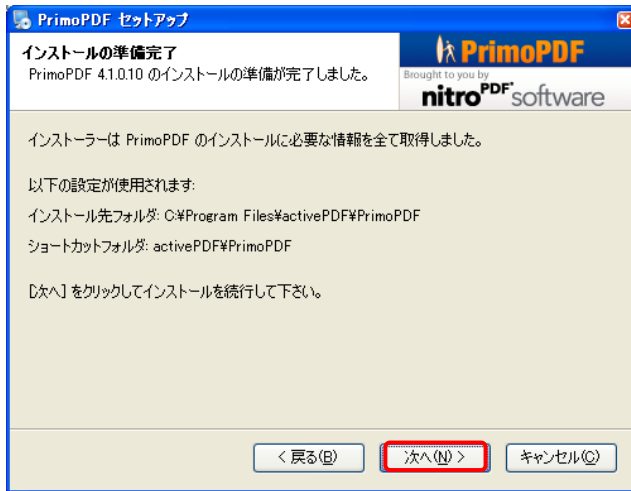 PrimoPDF セットアップ
インストールの準備完了
PrimoPDF 4.1.0.10 のインストールの準備が完了しました。
PrimoPDF
Brought to you by
nitroPDF software
インストーラーは PrimoPDF のインストールに必要な情報を全て取得しました。
以下の設定が使用されます:
インストール先フォルダ: C:¥Program Files¥activePDF¥PrimoPDF
ショートカットフォルダ: activePDF¥PrimoPDF
[次へ] をクリックしてインストールを続行して下さい。
< 戻る(B)
次へ(N) >
キャンセル(C)